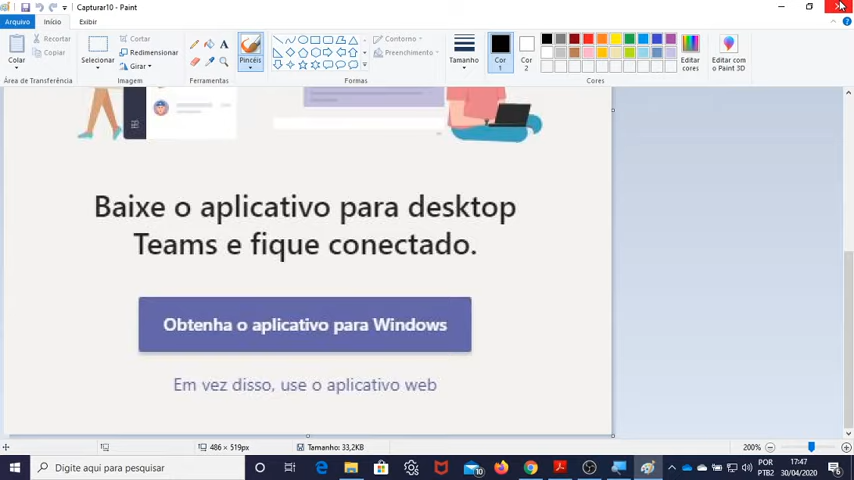 Capturar10 - Paint
Arquivo Início Exibir
Colar
Recortar
Copiar
Área de Transferência
Selecionar
Cortar
Redimensionar
Girar
Imagem
A
Ferramentas
Pincéis
Contorno
Preenchimento
Formas
Tamanho
Cor
1
Cor
2
Cores
Editar
cores
Editar com
o Paint 3D
Baixe o aplicativo para desktop
Teams e fique conectado.
Obtenha o aplicativo para Windows
Em vez disso, use o aplicativo web
486 × 519px
Tamanho: 33,2KB
200%
Digite aqui para pesquisar
10
POR
PTB2
17:47
30/04/2020
6